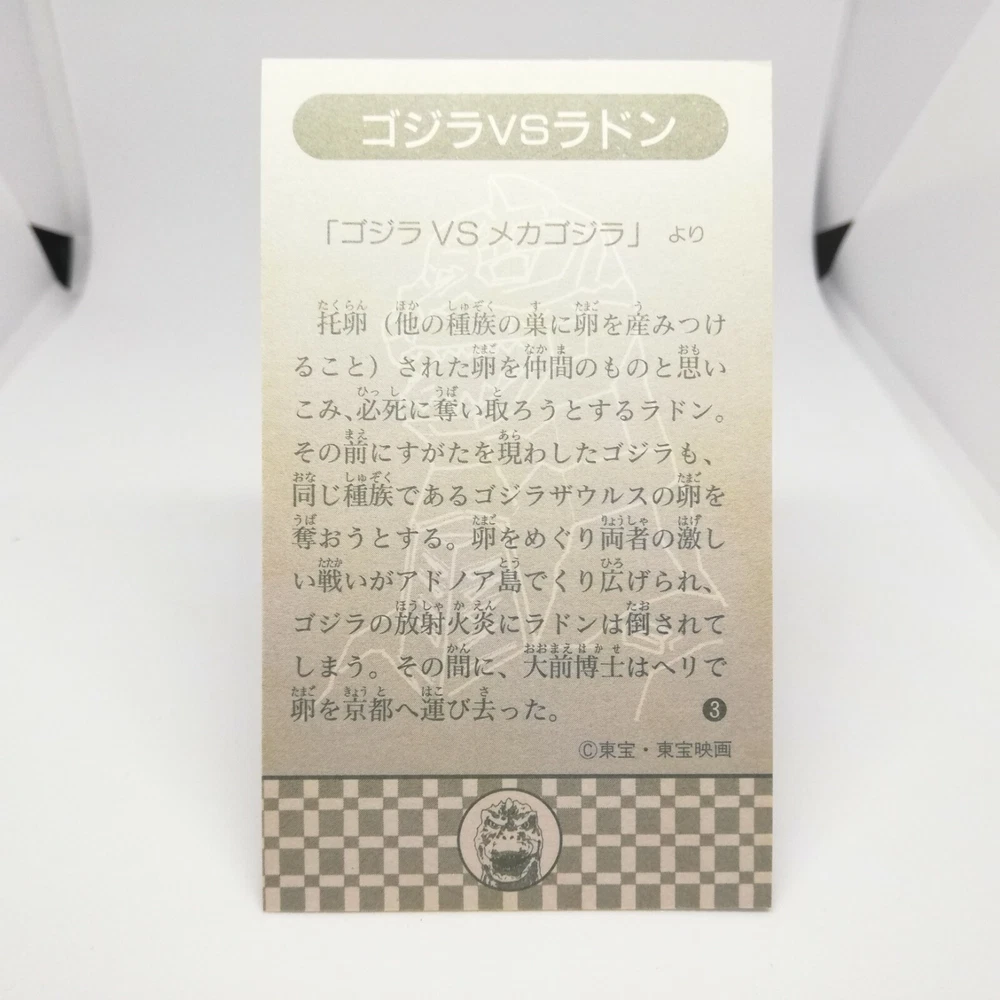 ゴジラVSラドン
「ゴジラ VS メカゴジラ」 より
托卵（他の種族の巣に卵を産みつけ
ること）された卵を仲間のものと思い
こみ、必死に奪い取ろうとするラドン。
その前にすがたを現わしたゴジラも、
同じ種族であるゴジラザウルスの卵を
奪おうとする。卵をめぐり両者の激し
い戦いがアドノア島でくり広げられ、
ゴジラの放射火炎にラドンは倒されて
しまう。その間に、大前博士はヘリで
卵を京都へ運び去った。 ❸
©東宝・東宝映画